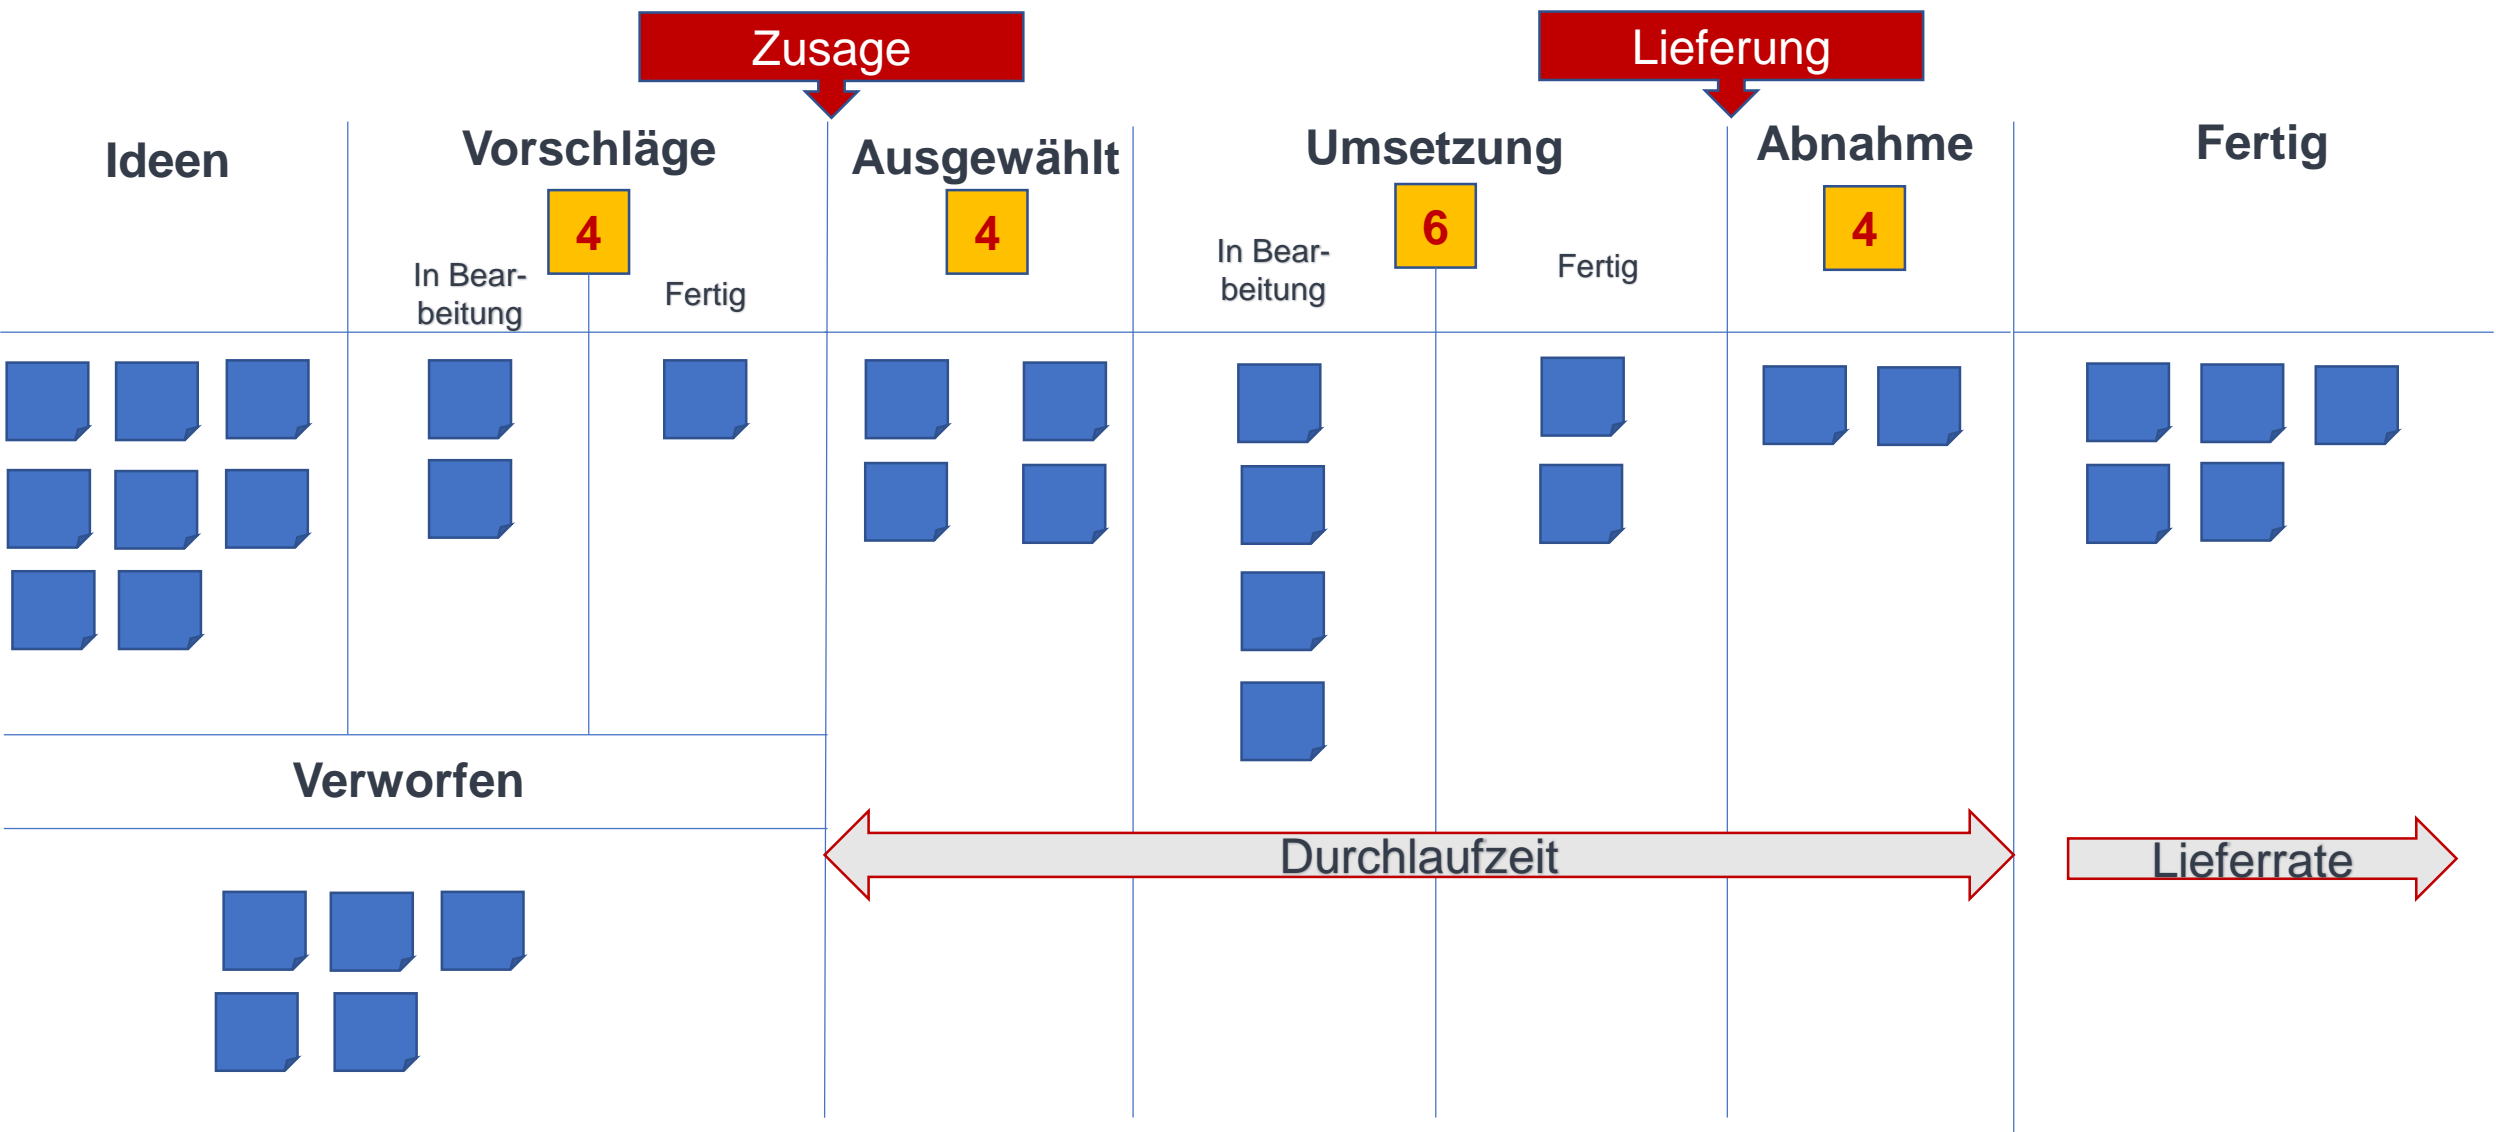 Zusage
Lieferung
Ideen
Vorschläge
Ausgewählt
Umsetzung
Abnahme
Fertig
4
4
6
4
In Bear-
beitung
Fertig
In Bear-
beitung
Fertig
Verworfen
Durchlaufzeit
Lieferrate